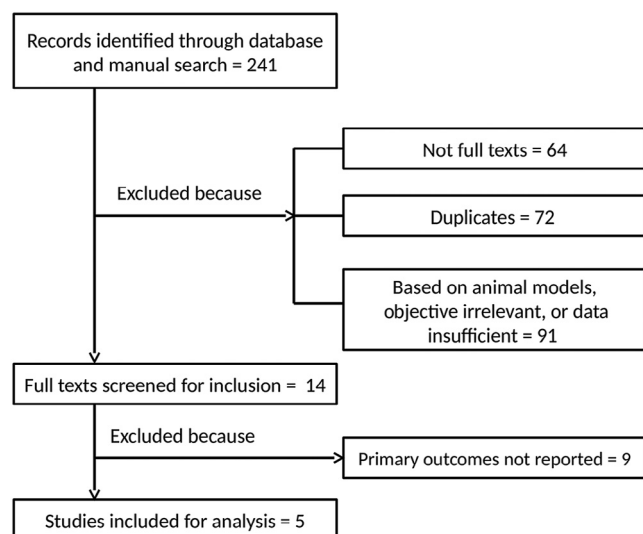 Records identified through database
and manual search = 241
Excluded because
Not full texts = 64
Duplicates = 72
Based on animal models,
objective irrelevant, or data
insufficient = 91
Full texts screened for inclusion = 14
Excluded because
Primary outcomes not reported = 9
Studies included for analysis = 5